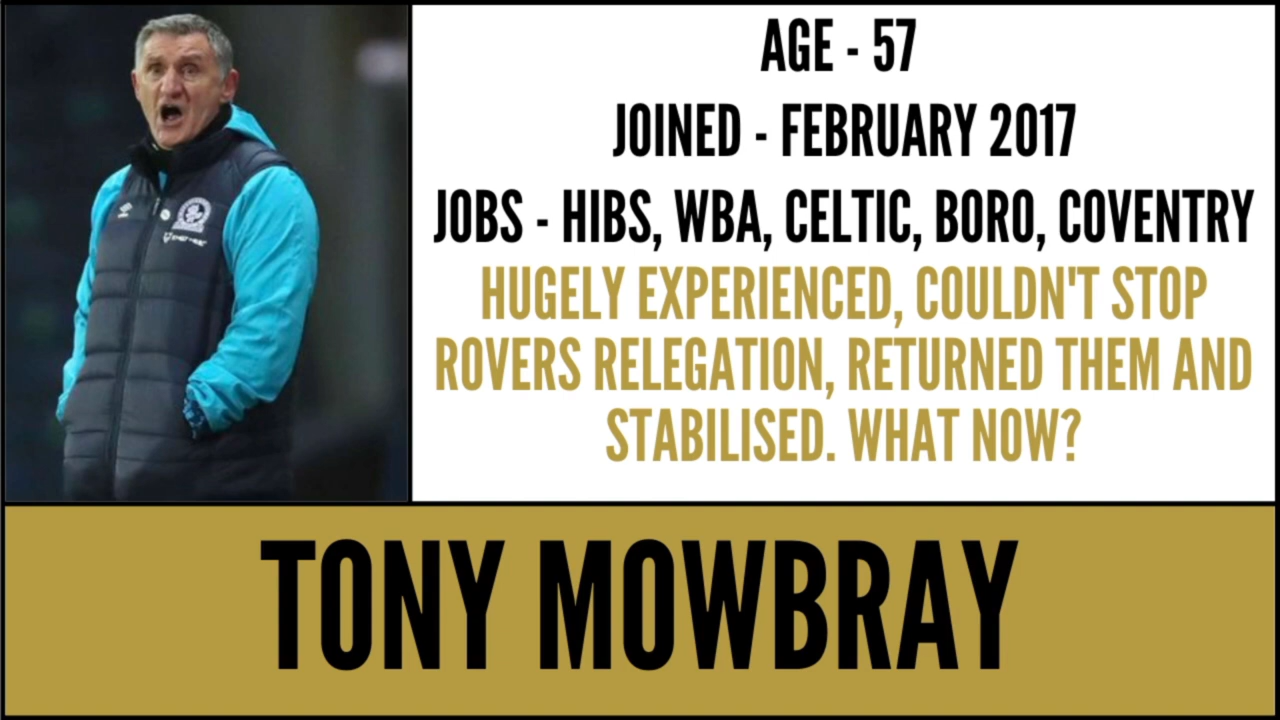 AGE - 57
JOINED - FEBRUARY 2017
JOBS - HIBS, WBA, CELTIC, BORO, COVENTRY
HUGELY EXPERIENCED, COULDN'T STOP
ROVERS RELEGATION, RETURNED THEM AND
STABILISED. WHAT NOW?
TONY MOWBRAY